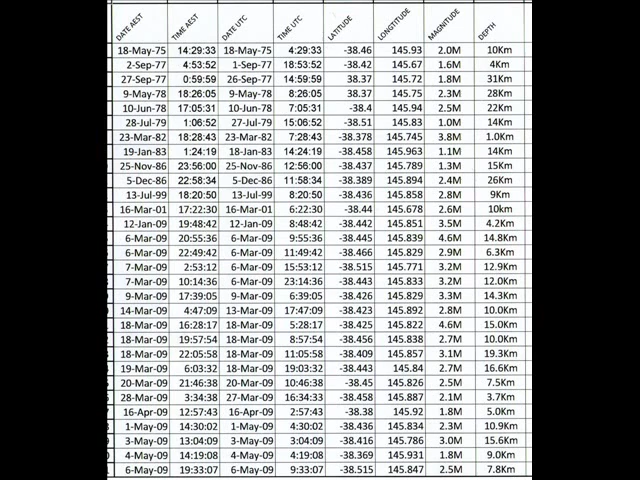 DATE AEST TIME AEST DATE UTC TIME UTC LATITUDE LONGTITUDE MAGNITUDE DEPTH
18-May-75 14:29:33 18-May-75 4:29:33 -38.46 145.93 2.0M 10Km
2-Sep-77 4:53:52 1-Sep-77 18:53:52 -38.42 145.67 1.6M 4Km
27-Sep-77 0:59:59 26-Sep-77 14:59:59 38.37 145.72 1.8M 31Km
9-May-78 18:26:05 9-May-78 8:26:05 38.37 145.75 2.3M 28Km
10-Jun-78 17:05:31 10-Jun-78 7:05:31 -38.4 145.94 2.5M 22Km
28-Jul-79 1:06:52 27-Jul-79 15:06:52 -38.51 145.83 1.0M 14Km
23-Mar-82 18:28:43 23-Mar-82 7:28:43 -38.378 145.745 3.8M 1.0Km
19-Jan-83 1:24:19 18-Jan-83 14:24:19 -38.458 145.963 1.1M 14Km
25-Nov-86 23:56:00 25-Nov-86 12:56:00 -38.437 145.789 1.3M 15Km
5-Dec-86 22:58:34 5-Dec-86 11:58:34 -38.389 145.894 2.4M 26Km
13-Jul-99 18:20:50 13-Jul-99 8:20:50 -38.436 145.858 2.8M 9Km
16-Mar-01 17:22:30 16-Mar-01 6:22:30 -38.44 145.678 2.6M 10km
12-Jan-09 19:48:42 12-Jan-09 8:48:42 -38.442 145.851 3.5M 4.2Km
6-Mar-09 20:55:36 6-Mar-09 9:55:36 -38.445 145.839 4.6M 14.8Km
6-Mar-09 22:49:42 6-Mar-09 11:49:42 -38.466 145.829 2.9M 6.3Km
7-Mar-09 2:53:12 6-Mar-09 15:53:12 -38.515 145.771 3.2M 12.9Km
7-Mar-09 10:14:36 6-Mar-09 23:14:36 -38.443 145.833 3.2M 12.0Km
9-Mar-09 17:39:05 9-Mar-09 6:39:05 -38.426 145.829 3.3M 14.3Km
14-Mar-09 4:47:09 13-Mar-09 17:47:09 -38.423 145.892 2.8M 10.0Km
18-Mar-09 16:28:17 18-Mar-09 5:28:17 -38.425 145.822 4.6M 15.0Km
18-Mar-09 19:57:54 18-Mar-09 8:57:54 -38.456 145.838 2.7M 10.0Km
18-Mar-09 22:05:58 18-Mar-09 11:05:58 -38.409 145.857 3.1M 19.3Km
19-Mar-09 6:03:32 18-Mar-09 19:03:32 -38.443 145.84 2.7M 16.6Km
20-Mar-09 21:46:38 20-Mar-09 10:46:38 -38.45 145.826 2.5M 7.5Km
28-Mar-09 3:34:38 27-Mar-09 16:34:33 -38.458 145.887 2.1M 3.7Km
16-Apr-09 12:57:43 16-Apr-09 2:57:43 -38.38 145.92 1.8M 5.0Km
1-May-09 14:30:02 1-May-09 4:30:02 -38.436 145.834 2.3M 10.9Km
3-May-09 13:04:09 3-May-09 3:04:09 -38.416 145.786 3.0M 15.6Km
4-May-09 14:19:08 4-May-09 4:19:08 -38.369 145.931 1.8M 9.0Km
6-May-09 19:33:07 6-May-09 9:33:07 -38.515 145.847 2.5M 7.8Km